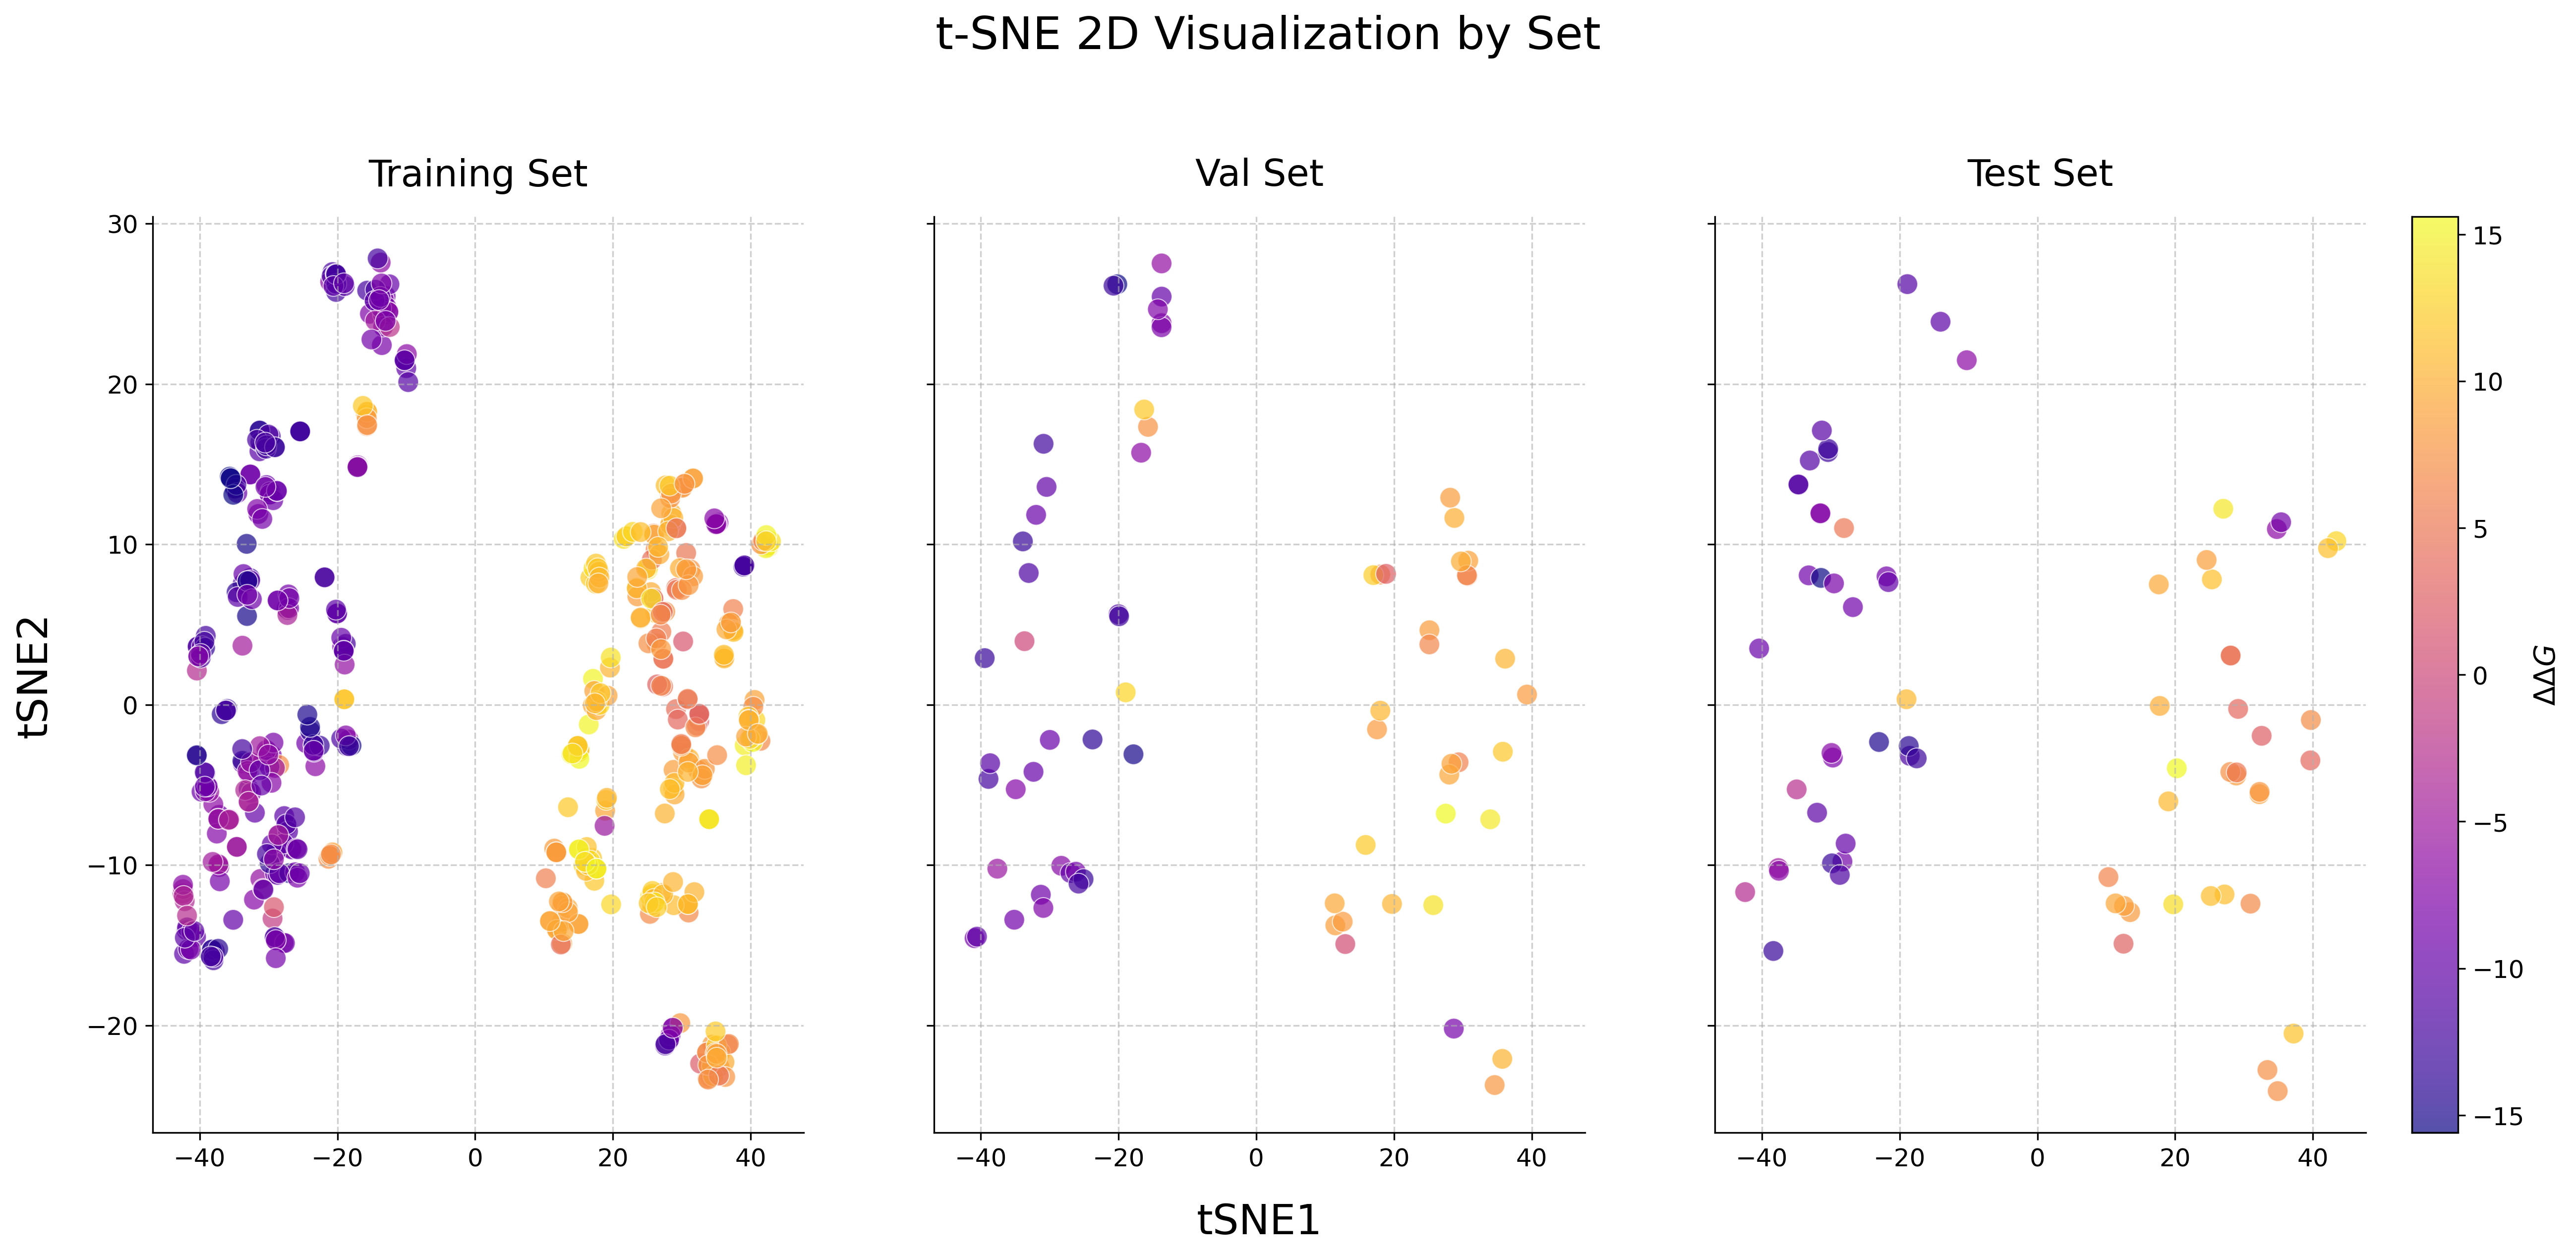 t-SNE 2D Visualization by Set
Training Set
Val Set
Test Set
tSNE2
30
20
10
0
−10
−20
−40 −20 0 20 40
−40 −20 0 20 40
−40 −20 0 20 40
tSNE1
15
10
5
0
−5
−10
−15
ΔΔG